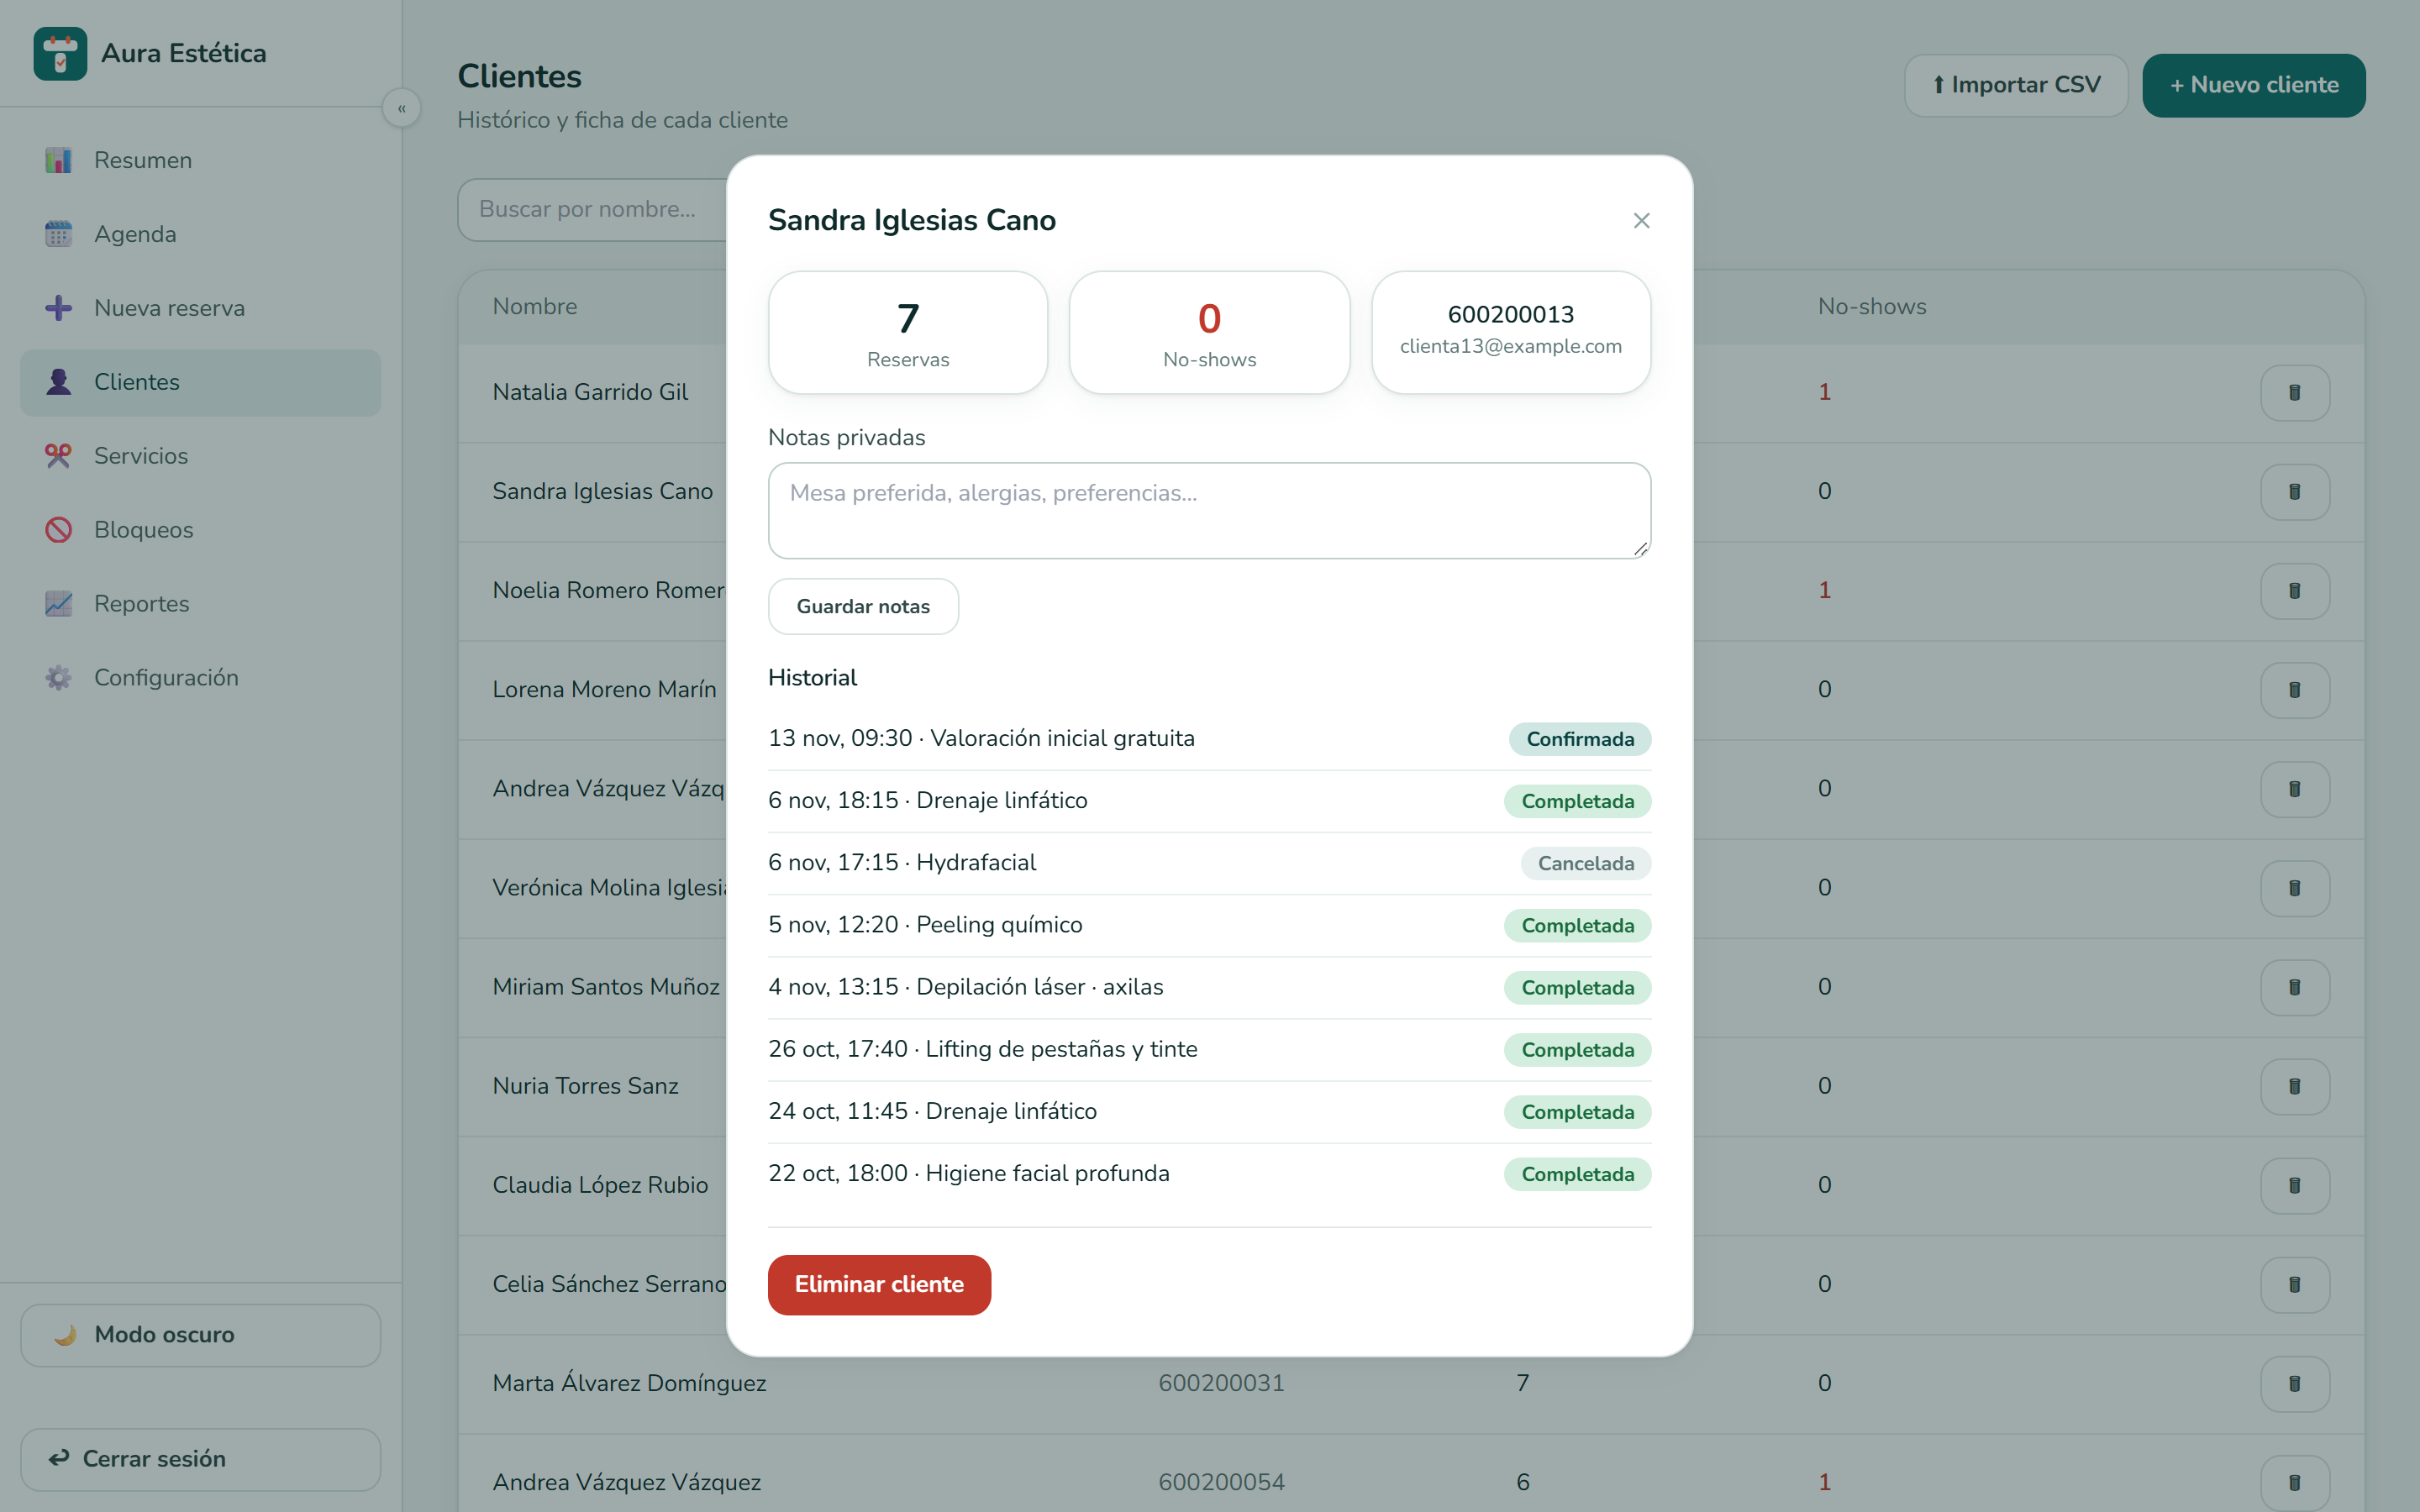 Aura Estética
«
Resumen
Agenda
Nueva reserva
Clientes
Servicios
Bloqueos
Reportes
Configuración
Modo oscuro
Cerrar sesión
Clientes
Histórico y ficha de cada cliente
Importar CSV
+ Nuevo cliente
Buscar por nombre...
Nombre No-shows
Natalia Garrido Gil 1
Sandra Iglesias Cano 0
Noelia Romero Romer 1
Lorena Moreno Marín 0
Andrea Vázquez Vázq 0
Verónica Molina Iglesi 0
Miriam Santos Muñoz 0
Nuria Torres Sanz 0
Claudia López Rubio 0
Celia Sánchez Serrano 0
Marta Álvarez Domínguez 600200031 7 0
Andrea Vázquez Vázquez 600200054 6 1
Sandra Iglesias Cano
7
Reservas
0
No-shows
600200013
clienta13@example.com
Notas privadas
Mesa preferida, alergias, preferencias...
Guardar notas
Historial
13 nov, 09:30 · Valoración inicial gratuita Confirmada
6 nov, 18:15 · Drenaje linfático Completada
6 nov, 17:15 · Hydrafacial Cancelada
5 nov, 12:20 · Peeling químico Completada
4 nov, 13:15 · Depilación láser · axilas Completada
26 oct, 17:40 · Lifting de pestañas y tinte Completada
24 oct, 11:45 · Drenaje linfático Completada
22 oct, 18:00 · Higiene facial profunda Completada
Eliminar cliente